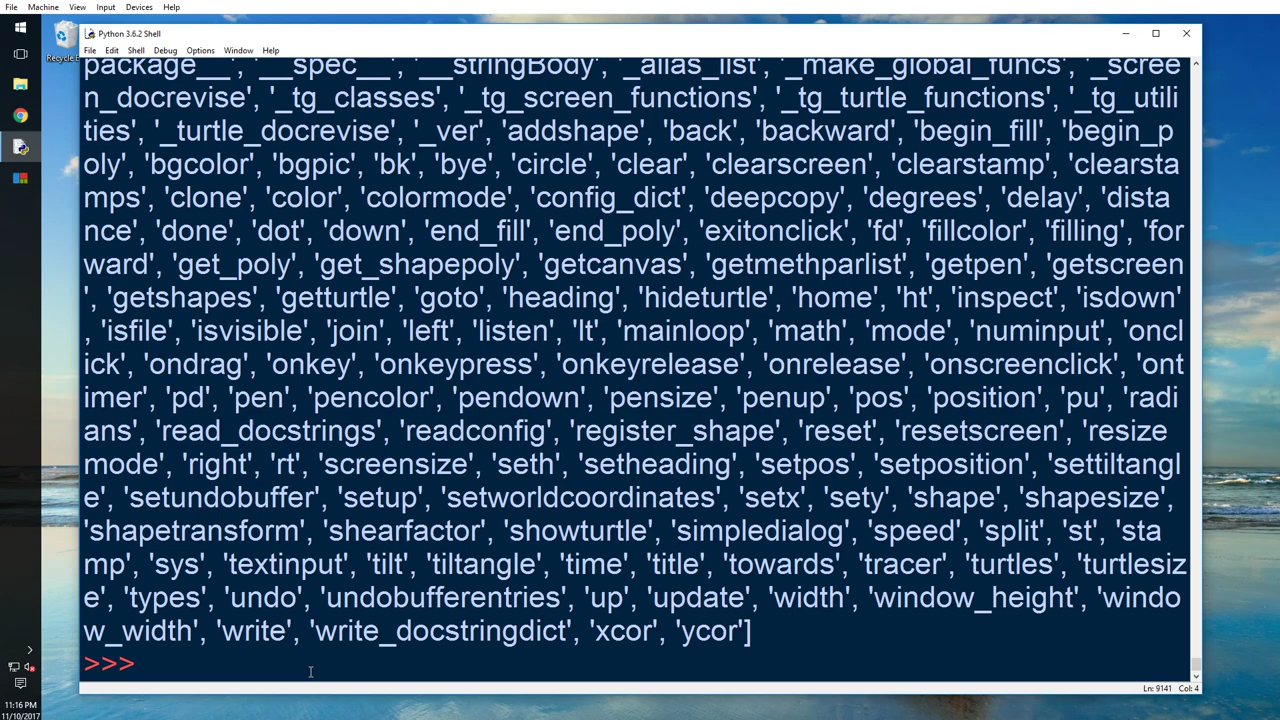 File Machine View Input Devices Help
Recycle
Python 3.6.2 Shell
File Edit Shell Debug Options Window Help
package__', '__spec__', '__stringBody', '_alias_list', '_make_global_funcs', '_scree
n_docrevise', '_tg_classes', '_tg_screen_functions', '_tg_turtle_functions', '_tg_utili
ties', '_turtle_docrevise', '_ver', 'addshape', 'back', 'backward', 'begin_fill', 'begin_p
oly', 'bgcolor', 'bgpic', 'bk', 'bye', 'circle', 'clear', 'clearscreen', 'clearstamp', 'clearsta
mps', 'clone', 'color', 'colormode', 'config_dict', 'deepcopy', 'degrees', 'delay', 'dista
nce', 'done', 'dot', 'down', 'end_fill', 'end_poly', 'exitonclick', 'fd', 'fillcolor', 'filling', 'for
ward', 'get_poly', 'get_shapepoly', 'getcanvas', 'getmethparlist', 'getpen', 'getscreen
', 'getshapes', 'getturtle', 'goto', 'heading', 'hideturtle', 'home', 'ht', 'inspect', 'isdown'
, 'isfile', 'isvisible', 'join', 'left', 'listen', 'lt', 'mainloop', 'math', 'mode', 'numinput', 'oncl
ick', 'ondrag', 'onkey', 'onkeypress', 'onkeyrelease', 'onrelease', 'onscreenclick', 'ont
imer', 'pd', 'pen', 'pencolor', 'pendown', 'pensize', 'penup', 'pos', 'position', 'pu', 'radi
ans', 'read_docstrings', 'readconfig', 'register_shape', 'reset', 'resetscreen', 'resize
mode', 'right', 'rt', 'screensize', 'seth', 'setheading', 'setpos', 'setposition', 'settiltangl
e', 'setundobuffer', 'setup', 'setworldcoordinates', 'setx', 'sety', 'shape', 'shapesize',
'shapetransform', 'shearfactor', 'showturtle', 'simpledialog', 'speed', 'split', 'st', 'sta
mp', 'sys', 'textinput', 'tilt', 'tiltangle', 'time', 'title', 'towards', 'tracer', 'turtles', 'turtlesiz
e', 'types', 'undo', 'undobufferentries', 'up', 'update', 'width', 'window_height', 'windo
w_width', 'write', 'write_docstringdict', 'xcor', 'ycor']
>>>
Ln: 9141 Col: 4
11:16 PM
11/10/2017